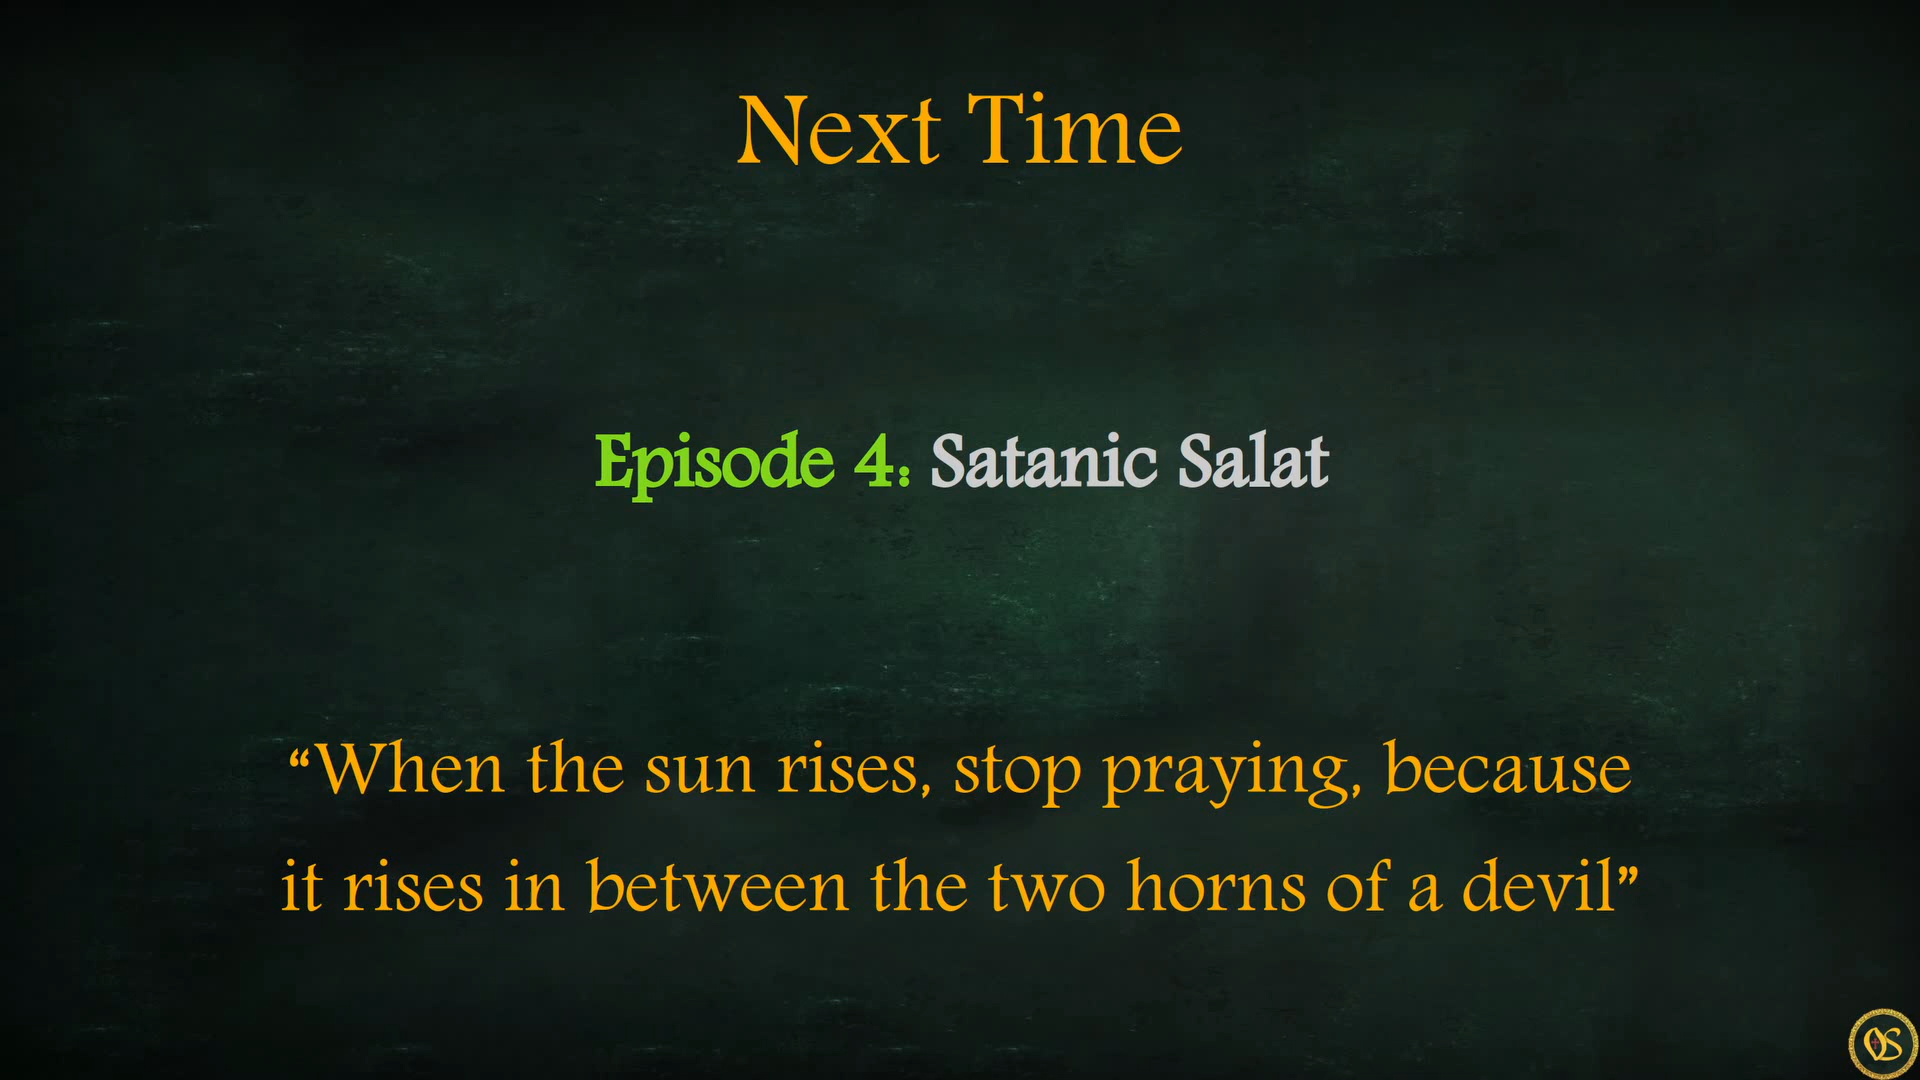 Next Time
Episode 4: Satanic Salat
“When the sun rises, stop praying, because
it rises in between the two horns of a devil”